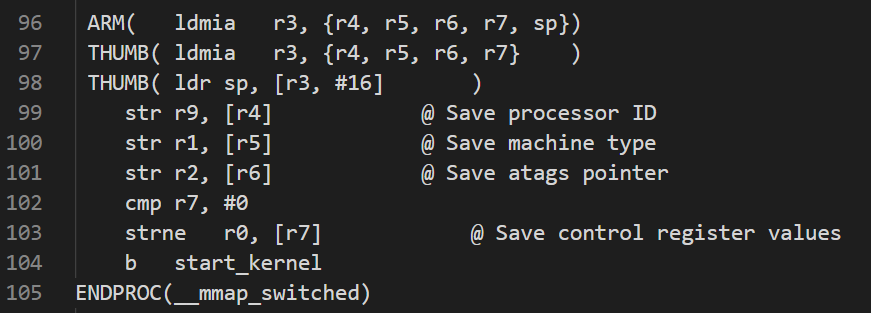 96 ARM( ldmia r3, {r4, r5, r6, r7, sp})
97 THUMB( ldmia r3, {r4, r5, r6, r7} )
98 THUMB( ldr sp, [r3, #16] )
99 str r9, [r4] @ Save processor ID
100 str r1, [r5] @ Save machine type
101 str r2, [r6] @ Save atags pointer
102 cmp r7, #0
103 strne r0, [r7] @ Save control register values
104 b start_kernel
105 ENDPROC(__mmap_switched)